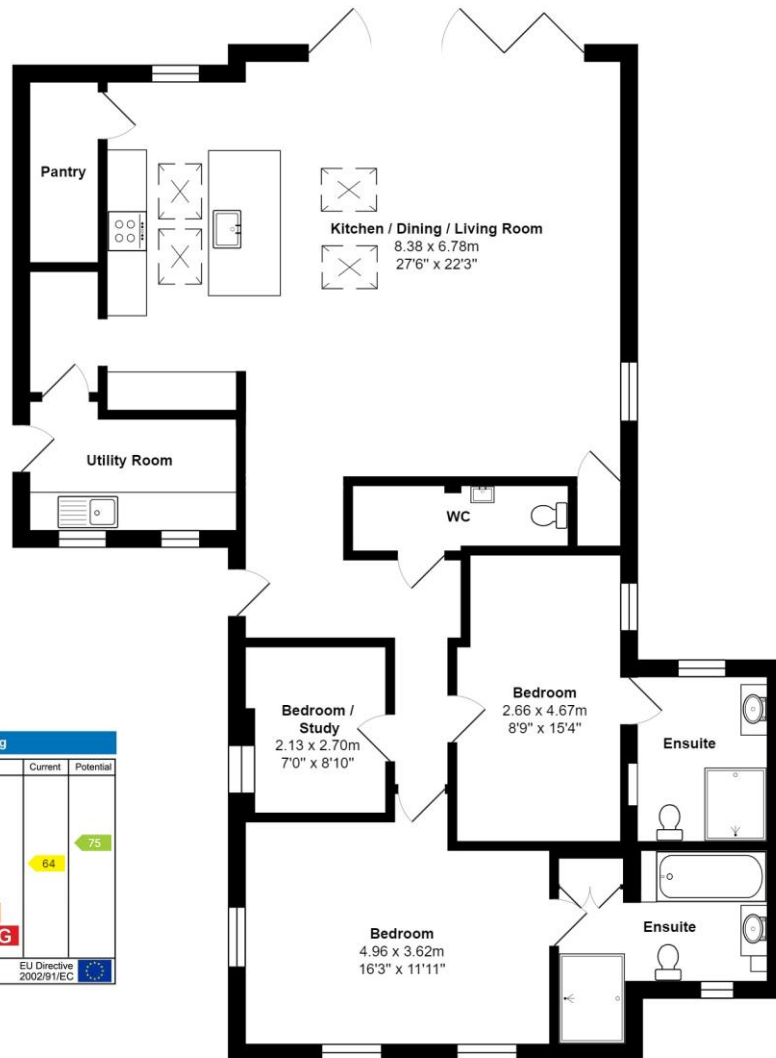 Pantry
Kitchen / Dining / Living Room
8.38 x 6.78m
27'6" x 22'3"
Utility Room
WC
Bedroom /
Study
2.13 x 2.70m
7'0" x 8'10"
Bedroom
2.66 x 4.67m
8'9" x 15'4"
Ensuite
Bedroom
4.96 x 3.62m
16'3" x 11'11"
Ensuite
Current Potential
64
75
G
EU Directive
2002/91/EC